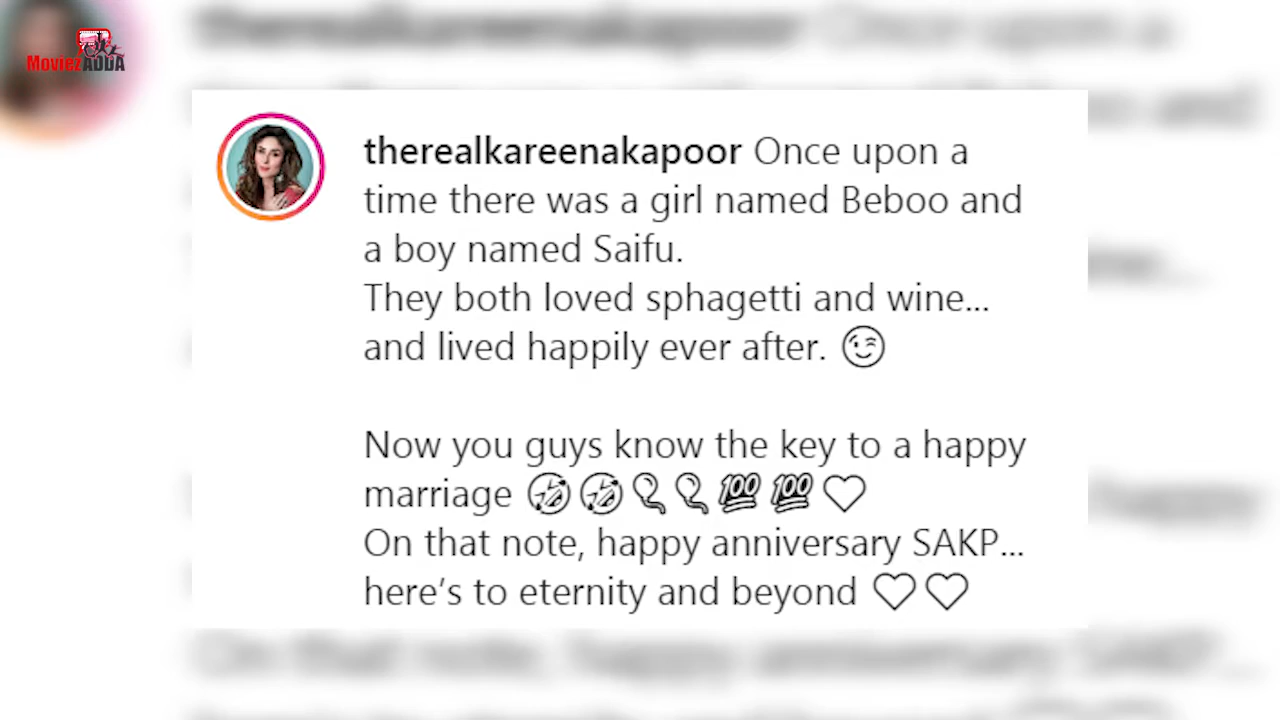 MoviezADDA
therealkareenakapoor Once upon a
time there was a girl named Beboo and
a boy named Saifu.
They both loved sphagetti and wine...
and lived happily ever after. 😉
Now you guys know the key to a happy
marriage 🤣🤣🎈🎈💯💯♡
On that note, happy anniversary SAKP...
here’s to eternity and beyond ♡♡